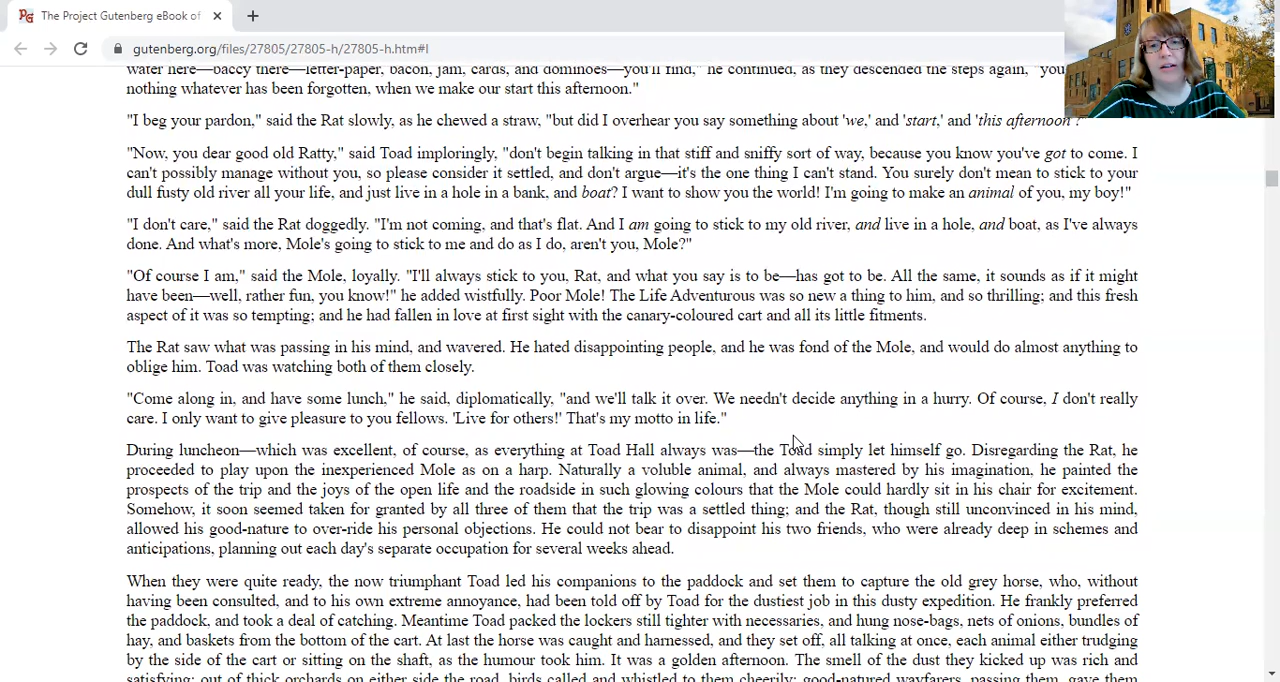 The Project Gutenberg eBook of
gutenberg.org/files/27805/27805-h/27805-h.htm#I
water here—baccy there—letter-paper, bacon, jam, cards, and dominoes—you'll find," he continued, as they descended the steps again, "you
nothing whatever has been forgotten, when we make our start this afternoon."
"I beg your pardon," said the Rat slowly, as he chewed a straw, "but did I overhear you say something about 'we,' and 'start,' and 'this afternoon'?"
"Now, you dear good old Ratty," said Toad imploringly, "don't begin talking in that stiff and sniffy sort of way, because you know you've got to come. I
can't possibly manage without you, so please consider it settled, and don't argue—it's the one thing I can't stand. You surely don't mean to stick to your
dull fusty old river all your life, and just live in a hole in a bank, and boat? I want to show you the world! I'm going to make an animal of you, my boy!"
"I don't care," said the Rat doggedly. "I'm not coming, and that's flat. And I am going to stick to my old river, and live in a hole, and boat, as I've always
done. And what's more, Mole's going to stick to me and do as I do, aren't you, Mole?"
"Of course I am," said the Mole, loyally. "I'll always stick to you, Rat, and what you say is to be—has got to be. All the same, it sounds as if it might
have been—well, rather fun, you know!" he added wistfully. Poor Mole! The Life Adventurous was so new a thing to him, and so thrilling; and this fresh
aspect of it was so tempting; and he had fallen in love at first sight with the canary-coloured cart and all its little fitments.
The Rat saw what was passing in his mind, and wavered. He hated disappointing people, and he was fond of the Mole, and would do almost anything to
oblige him. Toad was watching both of them closely.
"Come along in, and have some lunch," he said, diplomatically, "and we'll talk it over. We needn't decide anything in a hurry. Of course, I don't really
care. I only want to give pleasure to you fellows. 'Live for others!' That's my motto in life."
During luncheon—which was excellent, of course, as everything at Toad Hall always was—the Toad simply let himself go. Disregarding the Rat, he
proceeded to play upon the inexperienced Mole as on a harp. Naturally a voluble animal, and always mastered by his imagination, he painted the
prospects of the trip and the joys of the open life and the roadside in such glowing colours that the Mole could hardly sit in his chair for excitement.
Somehow, it soon seemed taken for granted by all three of them that the trip was a settled thing; and the Rat, though still unconvinced in his mind,
allowed his good-nature to over-ride his personal objections. He could not bear to disappoint his two friends, who were already deep in schemes and
anticipations, planning out each day's separate occupation for several weeks ahead.
When they were quite ready, the now triumphant Toad led his companions to the paddock and set them to capture the old grey horse, who, without
having been consulted, and to his own extreme annoyance, had been told off by Toad for the dustiest job in this dusty expedition. He frankly preferred
the paddock, and took a deal of catching. Meantime Toad packed the lockers still tighter with necessaries, and hung nose-bags, nets of onions, bundles of
hay, and baskets from the bottom of the cart. At last the horse was caught and harnessed, and they set off, all talking at once, each animal either trudging
by the side of the cart or sitting on the shaft, as the humour took him. It was a golden afternoon. The smell of the dust they kicked up was rich and
satisfying; out of thick orchards on either side the road, birds called and whistled to them cheerily; good-natured wayfarers, passing them, gave them